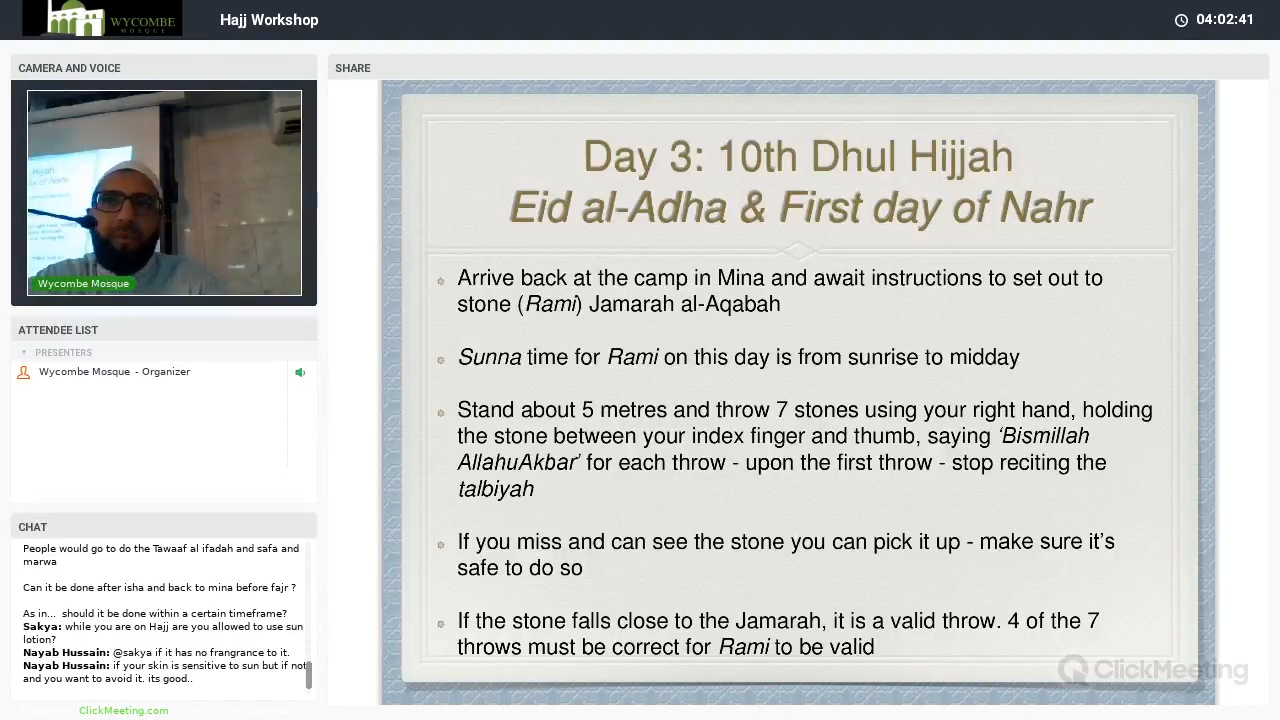 WYCOMBE
MOSQUE
Hajj Workshop
04:02:41
CAMERA AND VOICE
Wycombe Mosque
ATTENDEE LIST
PRESENTERS
Wycombe Mosque - Organizer
CHAT
People would go to do the Tawaaf al ifadah and safa and
marwa
Can it be done after isha and back to mina before fajr ?
As in... should it be done within a certain timeframe?
Sakya: while you are on Hajj are you allowed to use sun
lotion?
Nayab Hussain: @sakya if it has no frangrance to it.
Nayab Hussain: if your skin is sensitive to sun but if not
and you want to avoid it. its good..
ClickMeeting.com
SHARE
Day 3: 10th Dhul Hijjah
Eid al-Adha & First day of Nahr
Arrive back at the camp in Mina and await instructions to set out to
stone (Rami) Jamarah al-Aqabah
Sunna time for Rami on this day is from sunrise to midday
Stand about 5 metres and throw 7 stones using your right hand, holding
the stone between your index finger and thumb, saying ‘Bismillah
AllahuAkbar’ for each throw - upon the first throw - stop reciting the
talbiyah
If you miss and can see the stone you can pick it up - make sure it’s
safe to do so
If the stone falls close to the Jamarah, it is a valid throw. 4 of the 7
throws must be correct for Rami to be valid
ClickMeeting